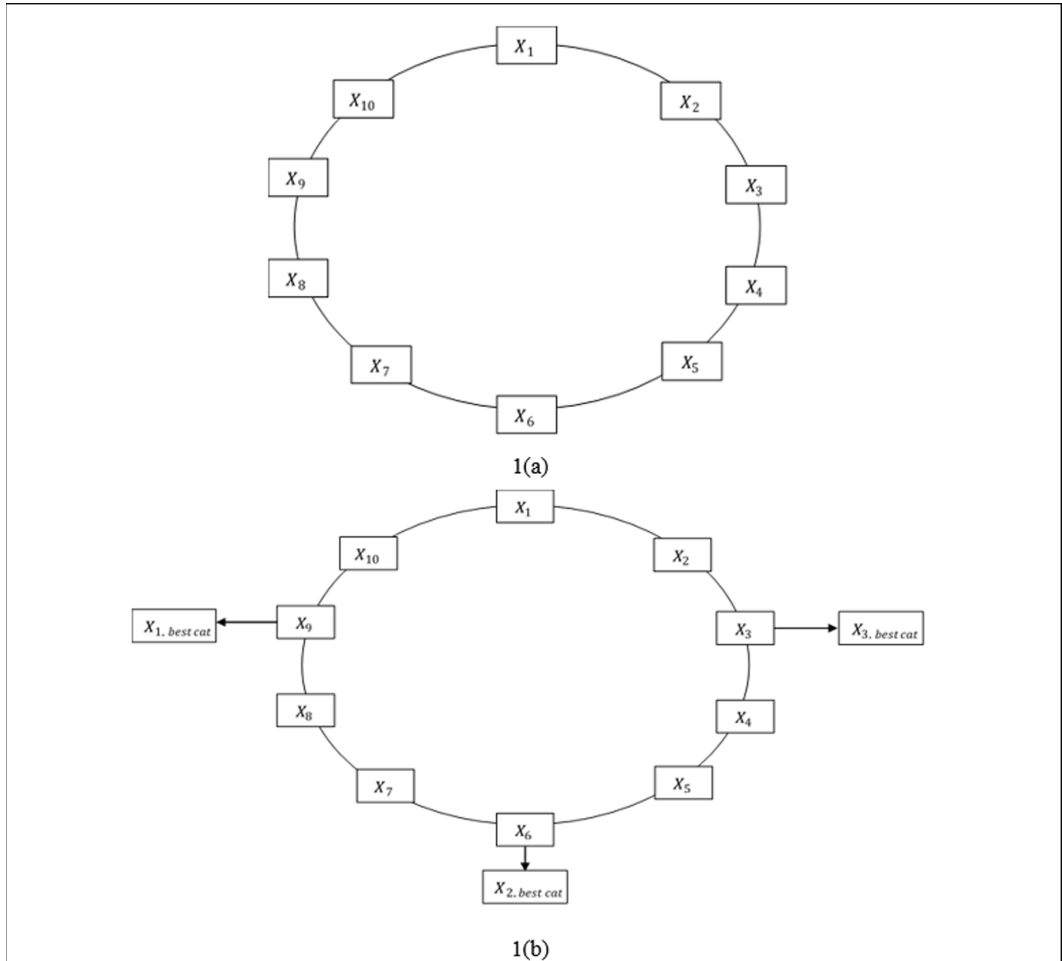 X₁
X₁₀
X₂
X₉
X₃
X₈
X₄
X₇
X₅
X₆
1(a)
X₁
X₁₀
X₂
X₁. best cat
X₉
X₃
X₃. best cat
X₈
X₄
X₇
X₅
X₆
X₂. best cat
1(b)